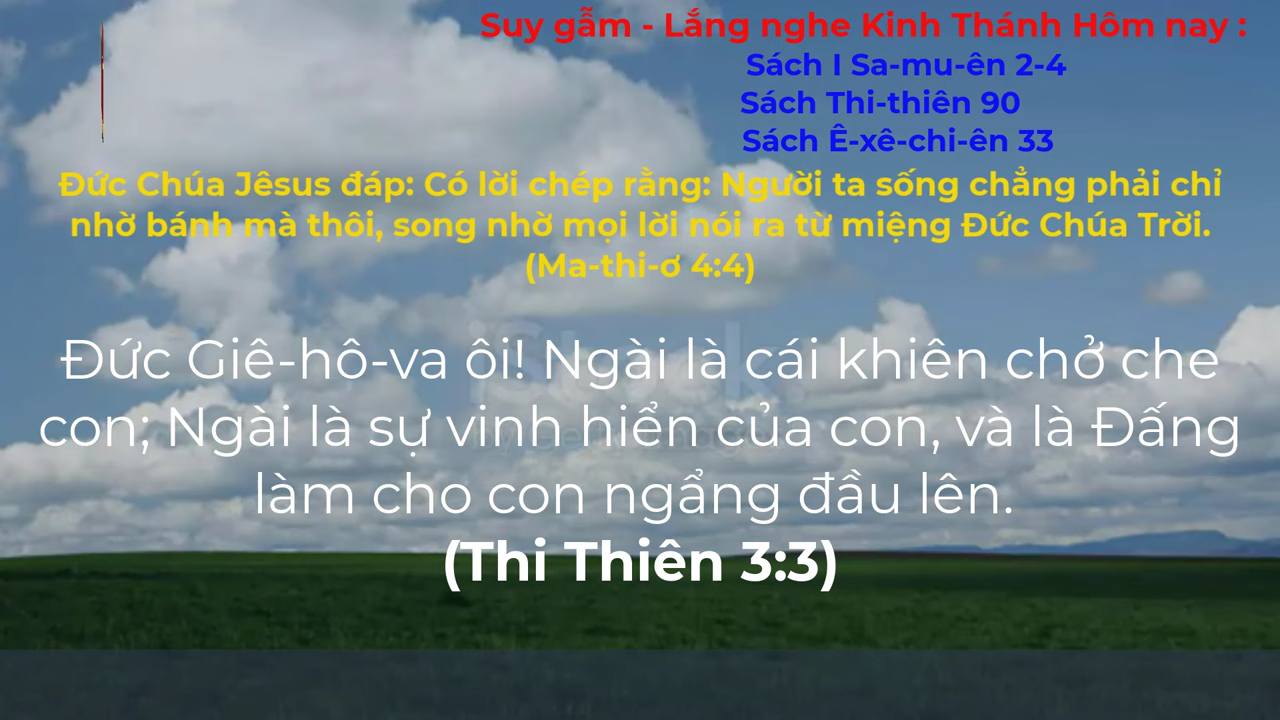 Suy gẫm - Lắng nghe Kinh Thánh Hôm nay :
Sách I Sa-mu-ên 2-4
Sách Thi-thiên 90
Sách Ê-xê-chi-ên 33
Đức Chúa Jêsus đáp: Có lời chép rằng: Người ta sống chẳng phải chỉ
nhờ bánh mà thôi, song nhờ mọi lời nói ra từ miệng Đức Chúa Trời.
(Ma-thi-ơ 4:4)
Đức Giê-hô-va ôi! Ngài là cái khiên chở che
con; Ngài là sự vinh hiển của con, và là Đấng
làm cho con ngẩng đầu lên.
(Thi Thiên 3:3)